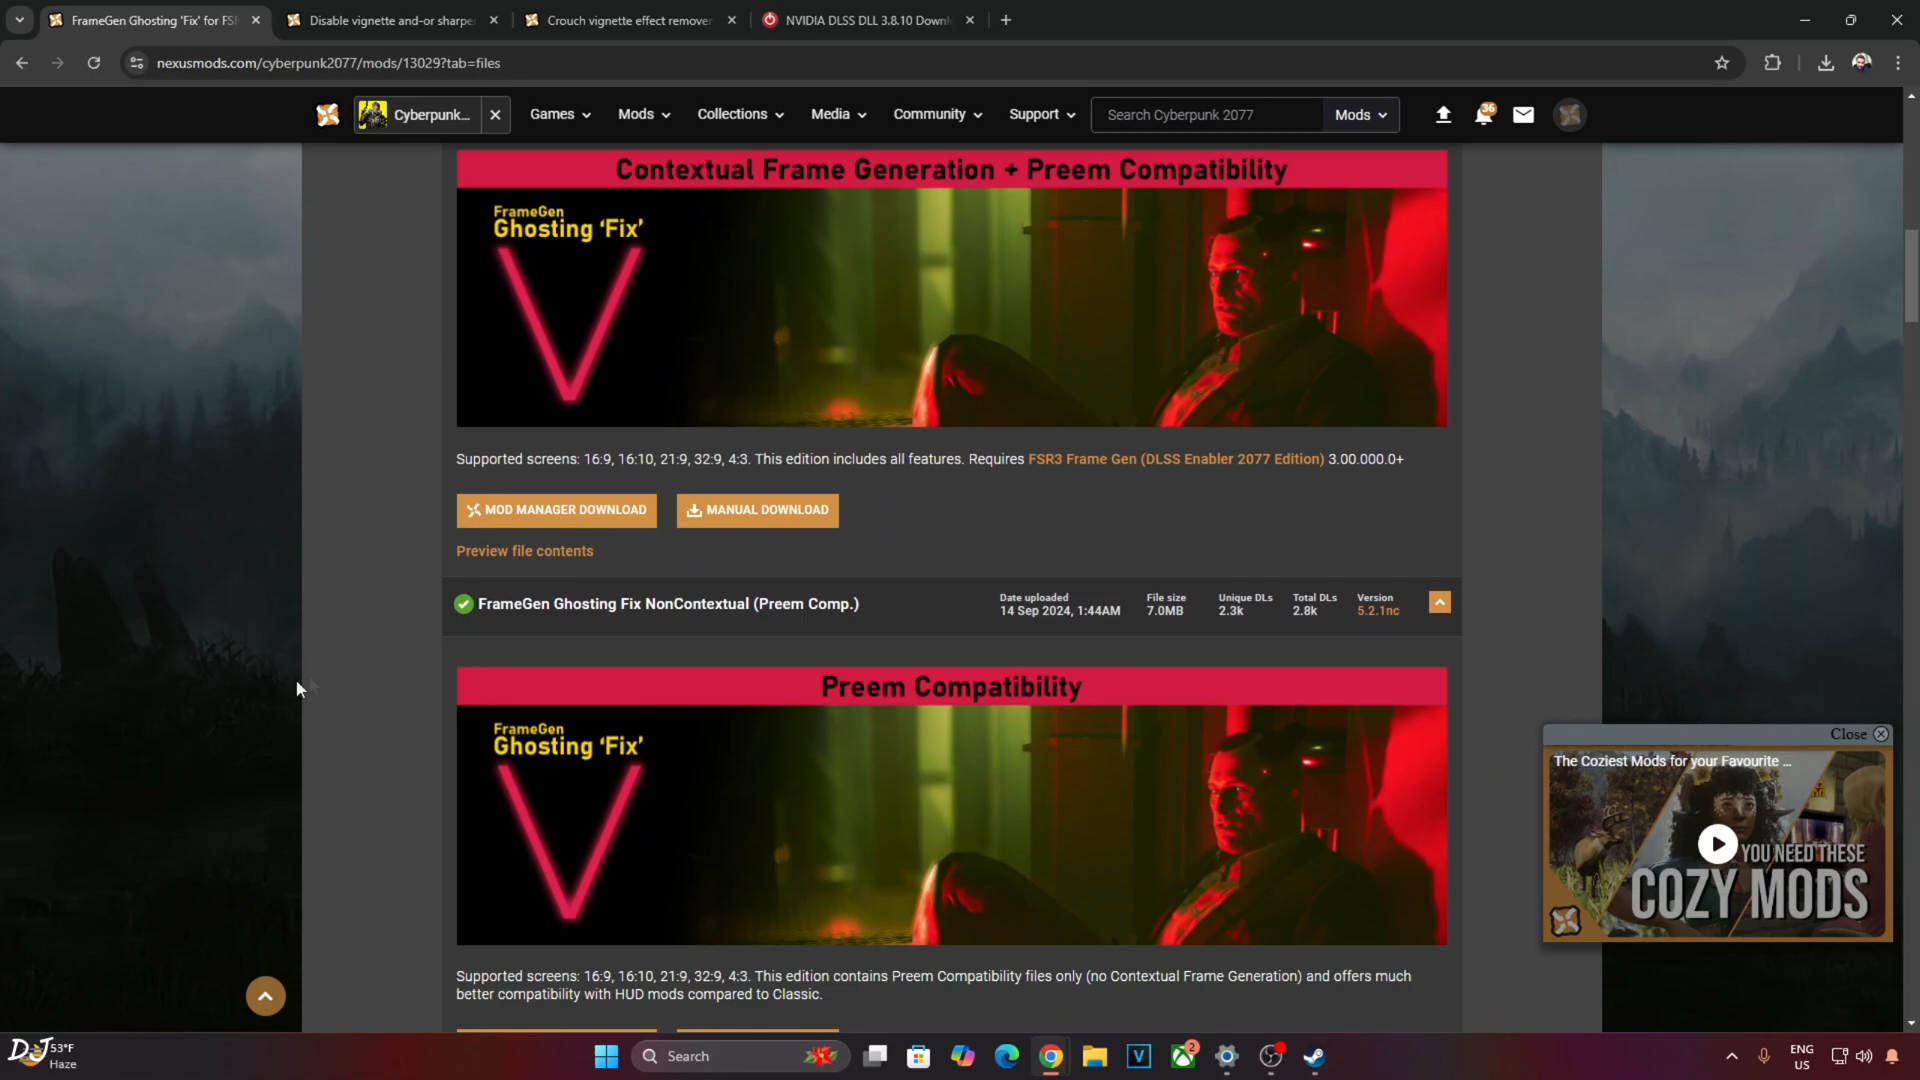 FrameGen Ghosting 'Fix' for FSR
Disable vignette and-or sharpe
Crouch vignette effect remover
NVIDIA DLSS DLL 3.8.10 Downl
nexusmods.com/cyberpunk2077/mods/13029?tab=files
Cyberpunk...
Games
Mods
Collections
Media
Community
Support
Search Cyberpunk 2077
Mods
36
Contextual Frame Generation + Preem Compatibility
FrameGen
Ghosting 'Fix'
Supported screens: 16:9, 16:10, 21:9, 32:9, 4:3. This edition includes all features. Requires FSR3 Frame Gen (DLSS Enabler 2077 Edition) 3.00.000.0+
MOD MANAGER DOWNLOAD
MANUAL DOWNLOAD
Preview file contents
FrameGen Ghosting Fix NonContextual (Preem Comp.)
Date uploaded
14 Sep 2024, 1:44AM
File size
7.0MB
Unique DLs
2.3k
Total DLs
2.8k
Version
5.2.1nc
Preem Compatibility
FrameGen
Ghosting 'Fix'
Supported screens: 16:9, 16:10, 21:9, 32:9, 4:3. This edition contains Preem Compatibility files only (no Contextual Frame Generation) and offers much
better compatibility with HUD mods compared to Classic.
Close
The Coziest Mods for your Favourite ...
YOU NEED THESE
COZY MODS
DJ
53°F
Haze
Search
V
2
ENG
US